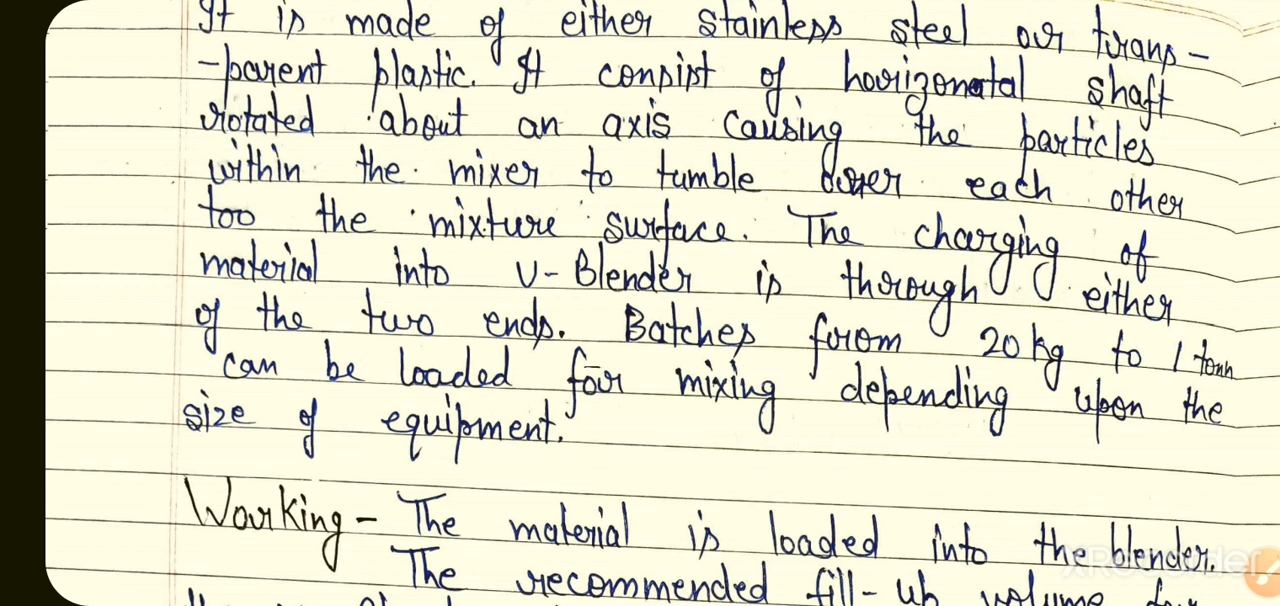 It is made of either stainless steel or trans-
-parent plastic. It consist of horizonatal shaft
rotated about an axis causing the particles
within the mixer to tumble over each other
too the mixture surface. The charging of
material into V-Blender is through either
of the two ends. Batches from 20 kg to 1 tonn
can be loaded for mixing depending upon the
size of equipment.
Working - The material is loaded into the blender.
The recommended fill-up volume for
XRecorder